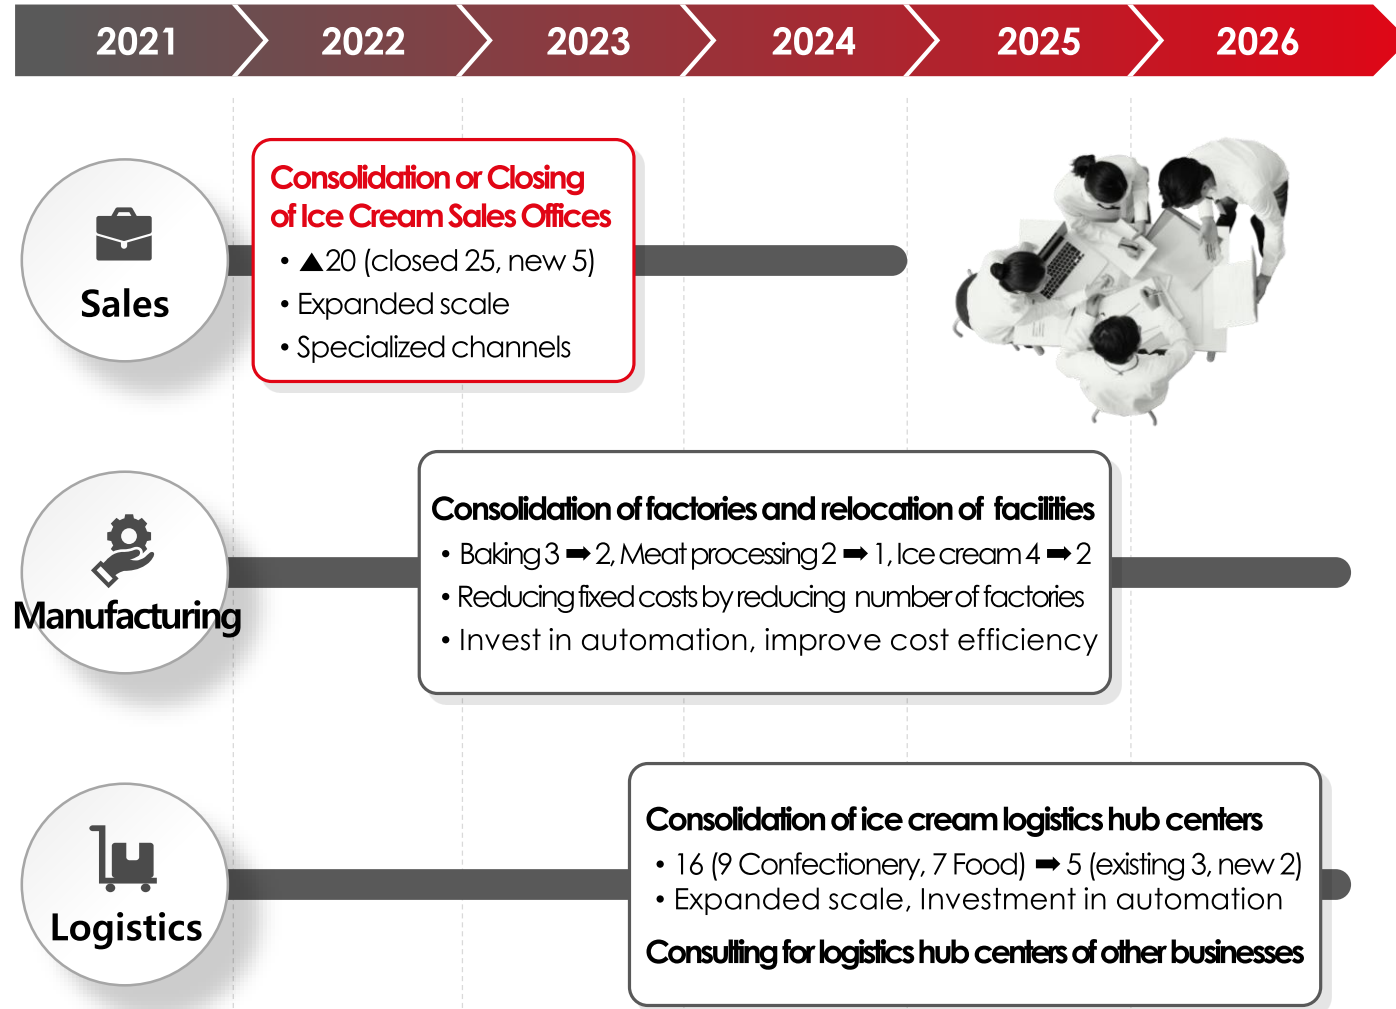 2021 2022 2023 2024 2025 2026
Sales
Consolidation or Closing
of Ice Cream Sales Offices
• ▲20 (closed 25, new 5)
• Expanded scale
• Specialized channels
Manufacturing
Consolidation of factories and relocation of facilities
• Baking 3 ➡ 2, Meat processing 2 ➡ 1, Ice cream 4 ➡ 2
• Reducing fixed costs by reducing number of factories
• Invest in automation, improve cost efficiency
Logistics
Consolidation of ice cream logistics hub centers
• 16 (9 Confectionery, 7 Food) ➡ 5 (existing 3, new 2)
• Expanded scale, Investment in automation
Consulting for logistics hub centers of other businesses